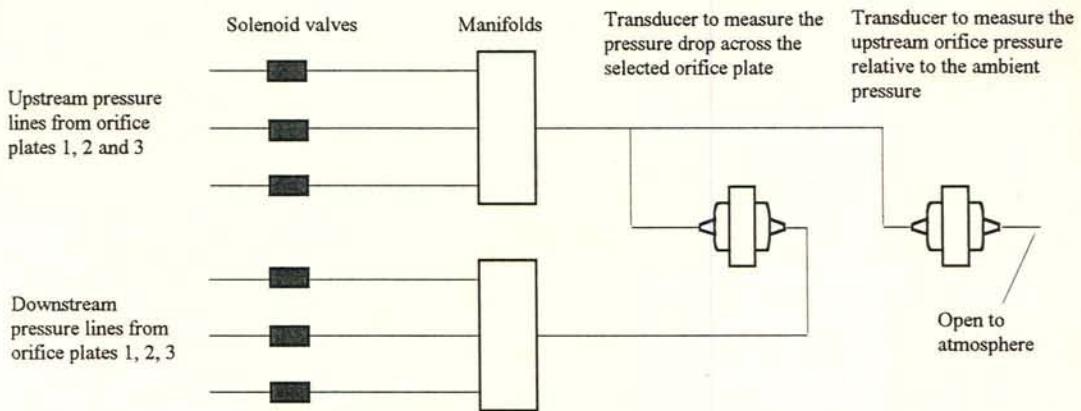 Solenoid valves
Manifolds
Transducer to measure the
pressure drop across the
selected orifice plate
Transducer to measure the
upstream orifice pressure
relative to the ambient
pressure
Upstream pressure
lines from orifice
plates 1, 2 and 3
Downstream
pressure lines from
orifice plates 1, 2, 3
Open to
atmosphere